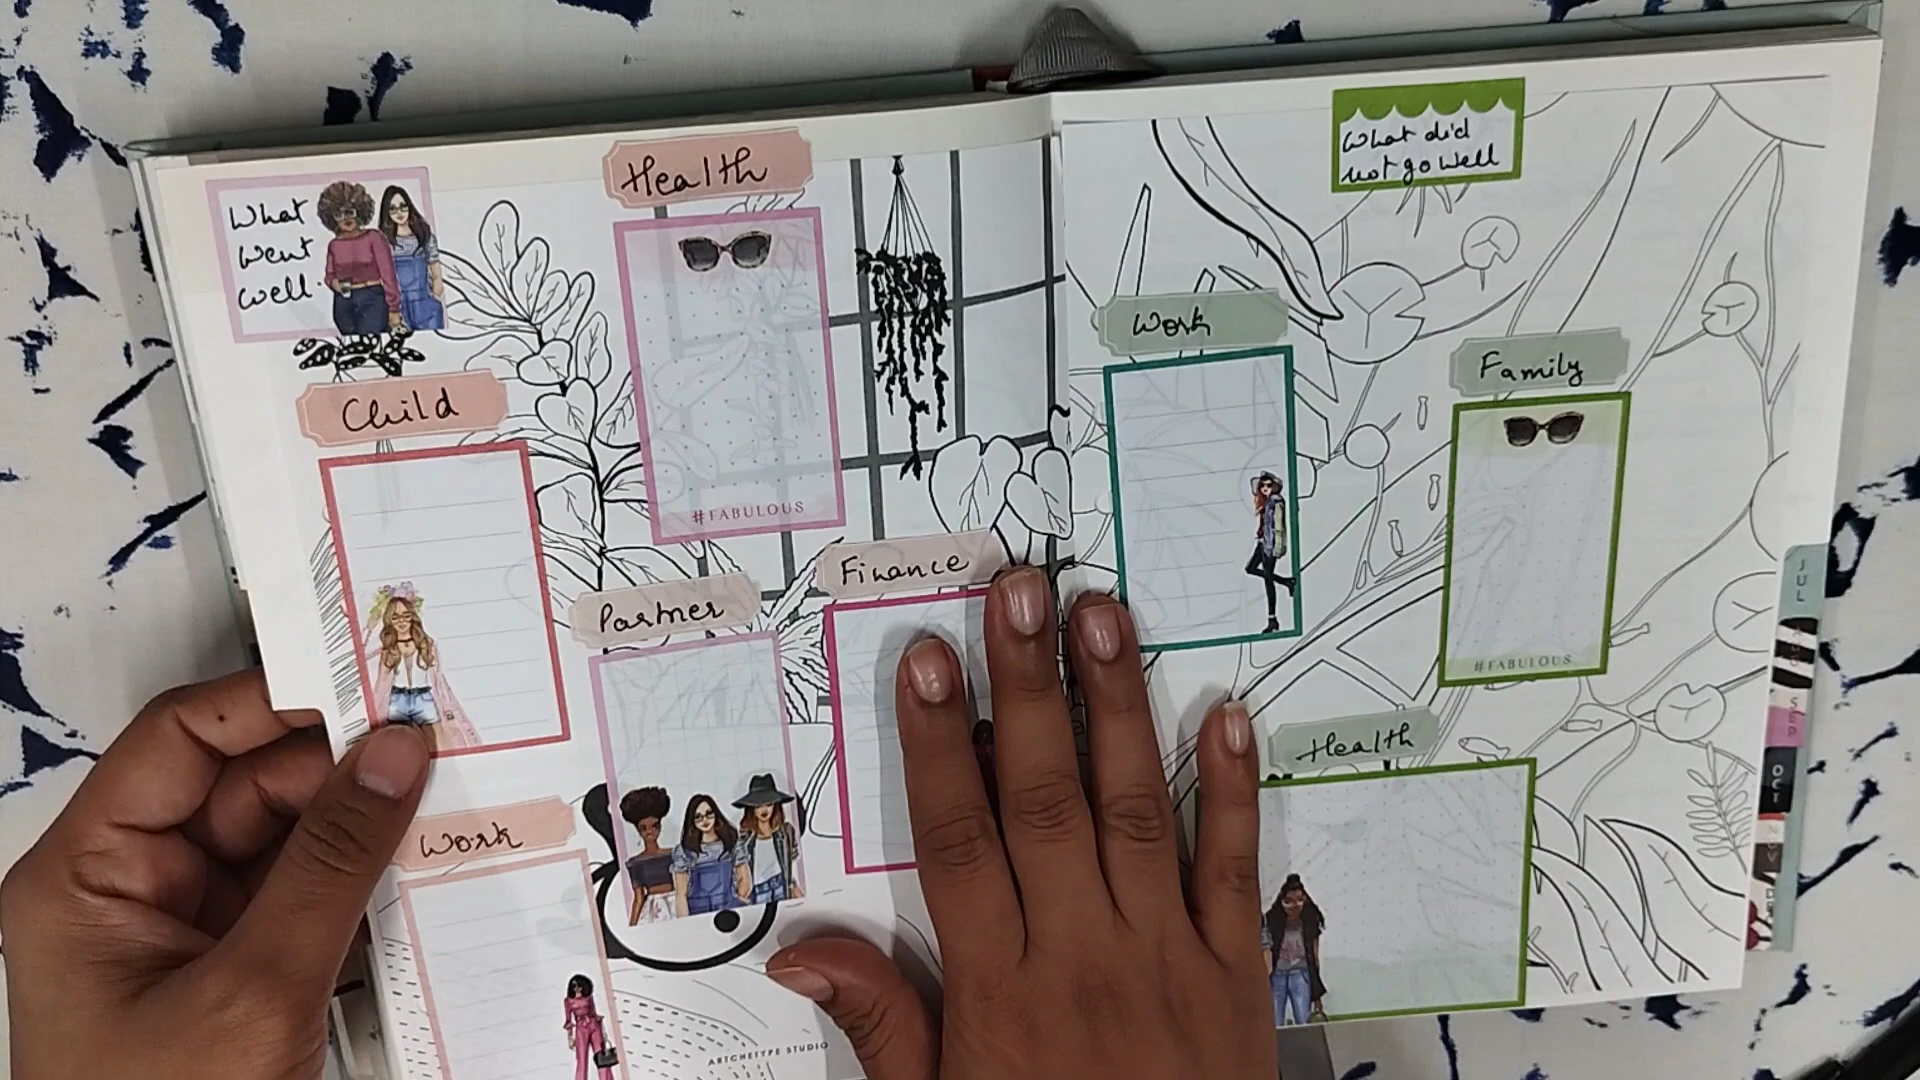 What
Went
Well.
Health
Child
#FABULOUS
Partner
Finance
Work
ARTCHETYPE STUDIO
What did
not go well
Work
Family
#FABULOUS
Health
JUL
SEP
OCT